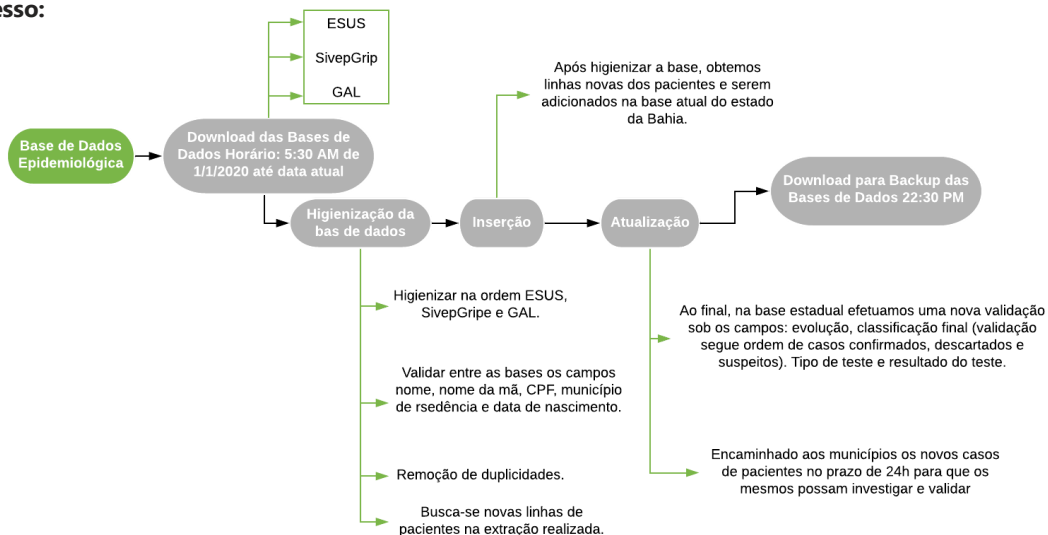 esso:
ESUS
SivepGrip
GAL
Base de Dados
Epidemiológica
Download das Bases de
Dados Horário: 5:30 AM de
1/1/2020 até data atual
Após higienizar a base, obtemos
linhas novas dos pacientes e serem
adicionados na base atual do estado
da Bahia.
Higienização da
bas de dados
Inserção
Atualização
Download para Backup das
Bases de Dados 22:30 PM
Higienizar na ordem ESUS,
SivepGripe e GAL.
Validar entre as bases os campos
nome, nome da mã, CPF, município
de rsedência e data de nascimento.
Remoção de duplicidades.
Busca-se novas linhas de
pacientes na extração realizada.
Ao final, na base estadual efetuamos uma nova validação
sob os campos: evolução, classificação final (validação
segue ordem de casos confirmados, descartados e
suspeitos). Tipo de teste e resultado do teste.
Encaminhado aos municípios os novos casos
de pacientes no prazo de 24h para que os
mesmos possam investigar e validar